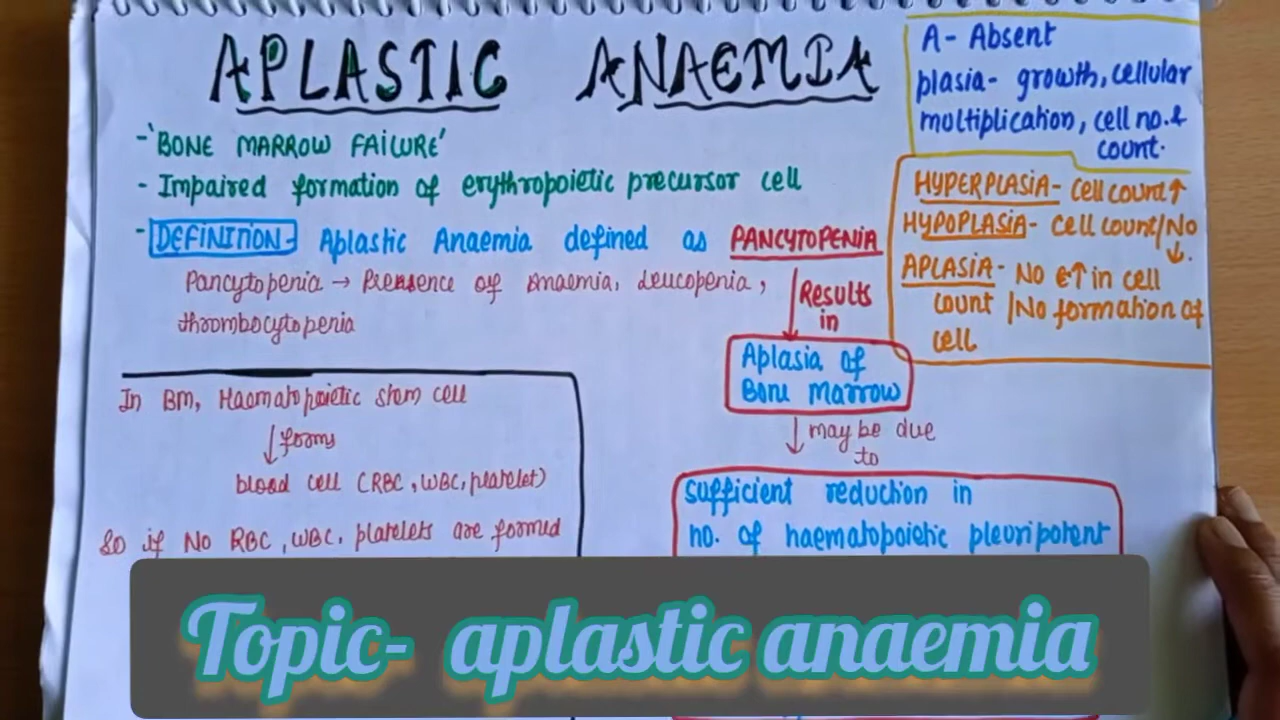 APLASTIC ANAEMIA
- 'BONE MARROW FAILURE'
- Impaired formation of erythropoietic precursor cell
- DEFINITION- Aplastic Anaemia defined as PANCYTOPENIA
Pancytopenia → Presence of anaemia, leucopenia,
thrombocytopenia
A- Absent
plasia- growth, cellular
multiplication, cell no. &
count.
HYPERPLASIA- Cell count↑
HYPOPLASIA- Cell count/No
↓.
APLASIA- No ↑ in cell
count /No formation of
cell
Results
in
Aplasia of
Bone Marrow
↓ may be due
to
Sufficient reduction in
no. of haematopoietic pleuripotent
In BM, Haematopoietic stem cell
↓ forms
blood cell (RBC, WBC, platelet)
So if No RBC, WBC, platelets are formed
Topic- aplastic anaemia